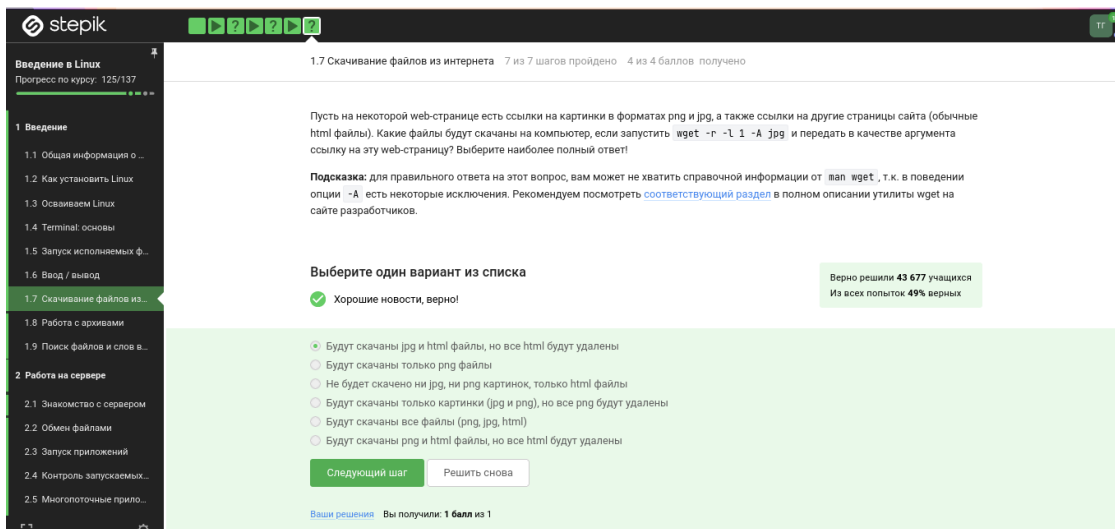 stepik
ТГ
Введение в Linux
Прогресс по курсу: 125/137
1 Введение
1.1 Общая информация о ...
1.2 Как установить Linux
1.3 Осваиваем Linux
1.4 Terminal: основы
1.5 Запуск исполняемых ф...
1.6 Ввод / вывод
1.7 Скачивание файлов из...
1.8 Работа с архивами
1.9 Поиск файлов и слов в...
2 Работа на сервере
2.1 Знакомство с сервером
2.2 Обмен файлами
2.3 Запуск приложений
2.4 Контроль запускаемых...
2.5 Многопоточные прило...
1.7 Скачивание файлов из интернета 7 из 7 шагов пройдено 4 из 4 баллов получено
Пусть на некоторой web-странице есть ссылки на картинки в форматах png и jpg, а также ссылки на другие страницы сайта (обычные
html файлы). Какие файлы будут скачаны на компьютер, если запустить wget -r -l 1 -A jpg и передать в качестве аргумента
ссылку на эту web-страницу? Выберите наиболее полный ответ!
Подсказка: для правильного ответа на этот вопрос, вам может не хватить справочной информации от man wget, т.к. в поведении
опции -A есть некоторые исключения. Рекомендуем посмотреть соответствующий раздел в полном описании утилиты wget на
сайте разработчиков.
Выберите один вариант из списка
Хорошие новости, верно!
Верно решили 43 677 учащихся
Из всех попыток 49% верных
Будут скачаны jpg и html файлы, но все html будут удалены
Будут скачаны только png файлы
Не будет скачено ни jpg, ни png картинок, только html файлы
Будут скачаны только картинки (jpg и png), но все png будут удалены
Будут скачаны все файлы (png, jpg, html)
Будут скачаны png и html файлы, но все html будут удалены
Следующий шаг
Решить снова
Ваши решения Вы получили: 1 балл из 1